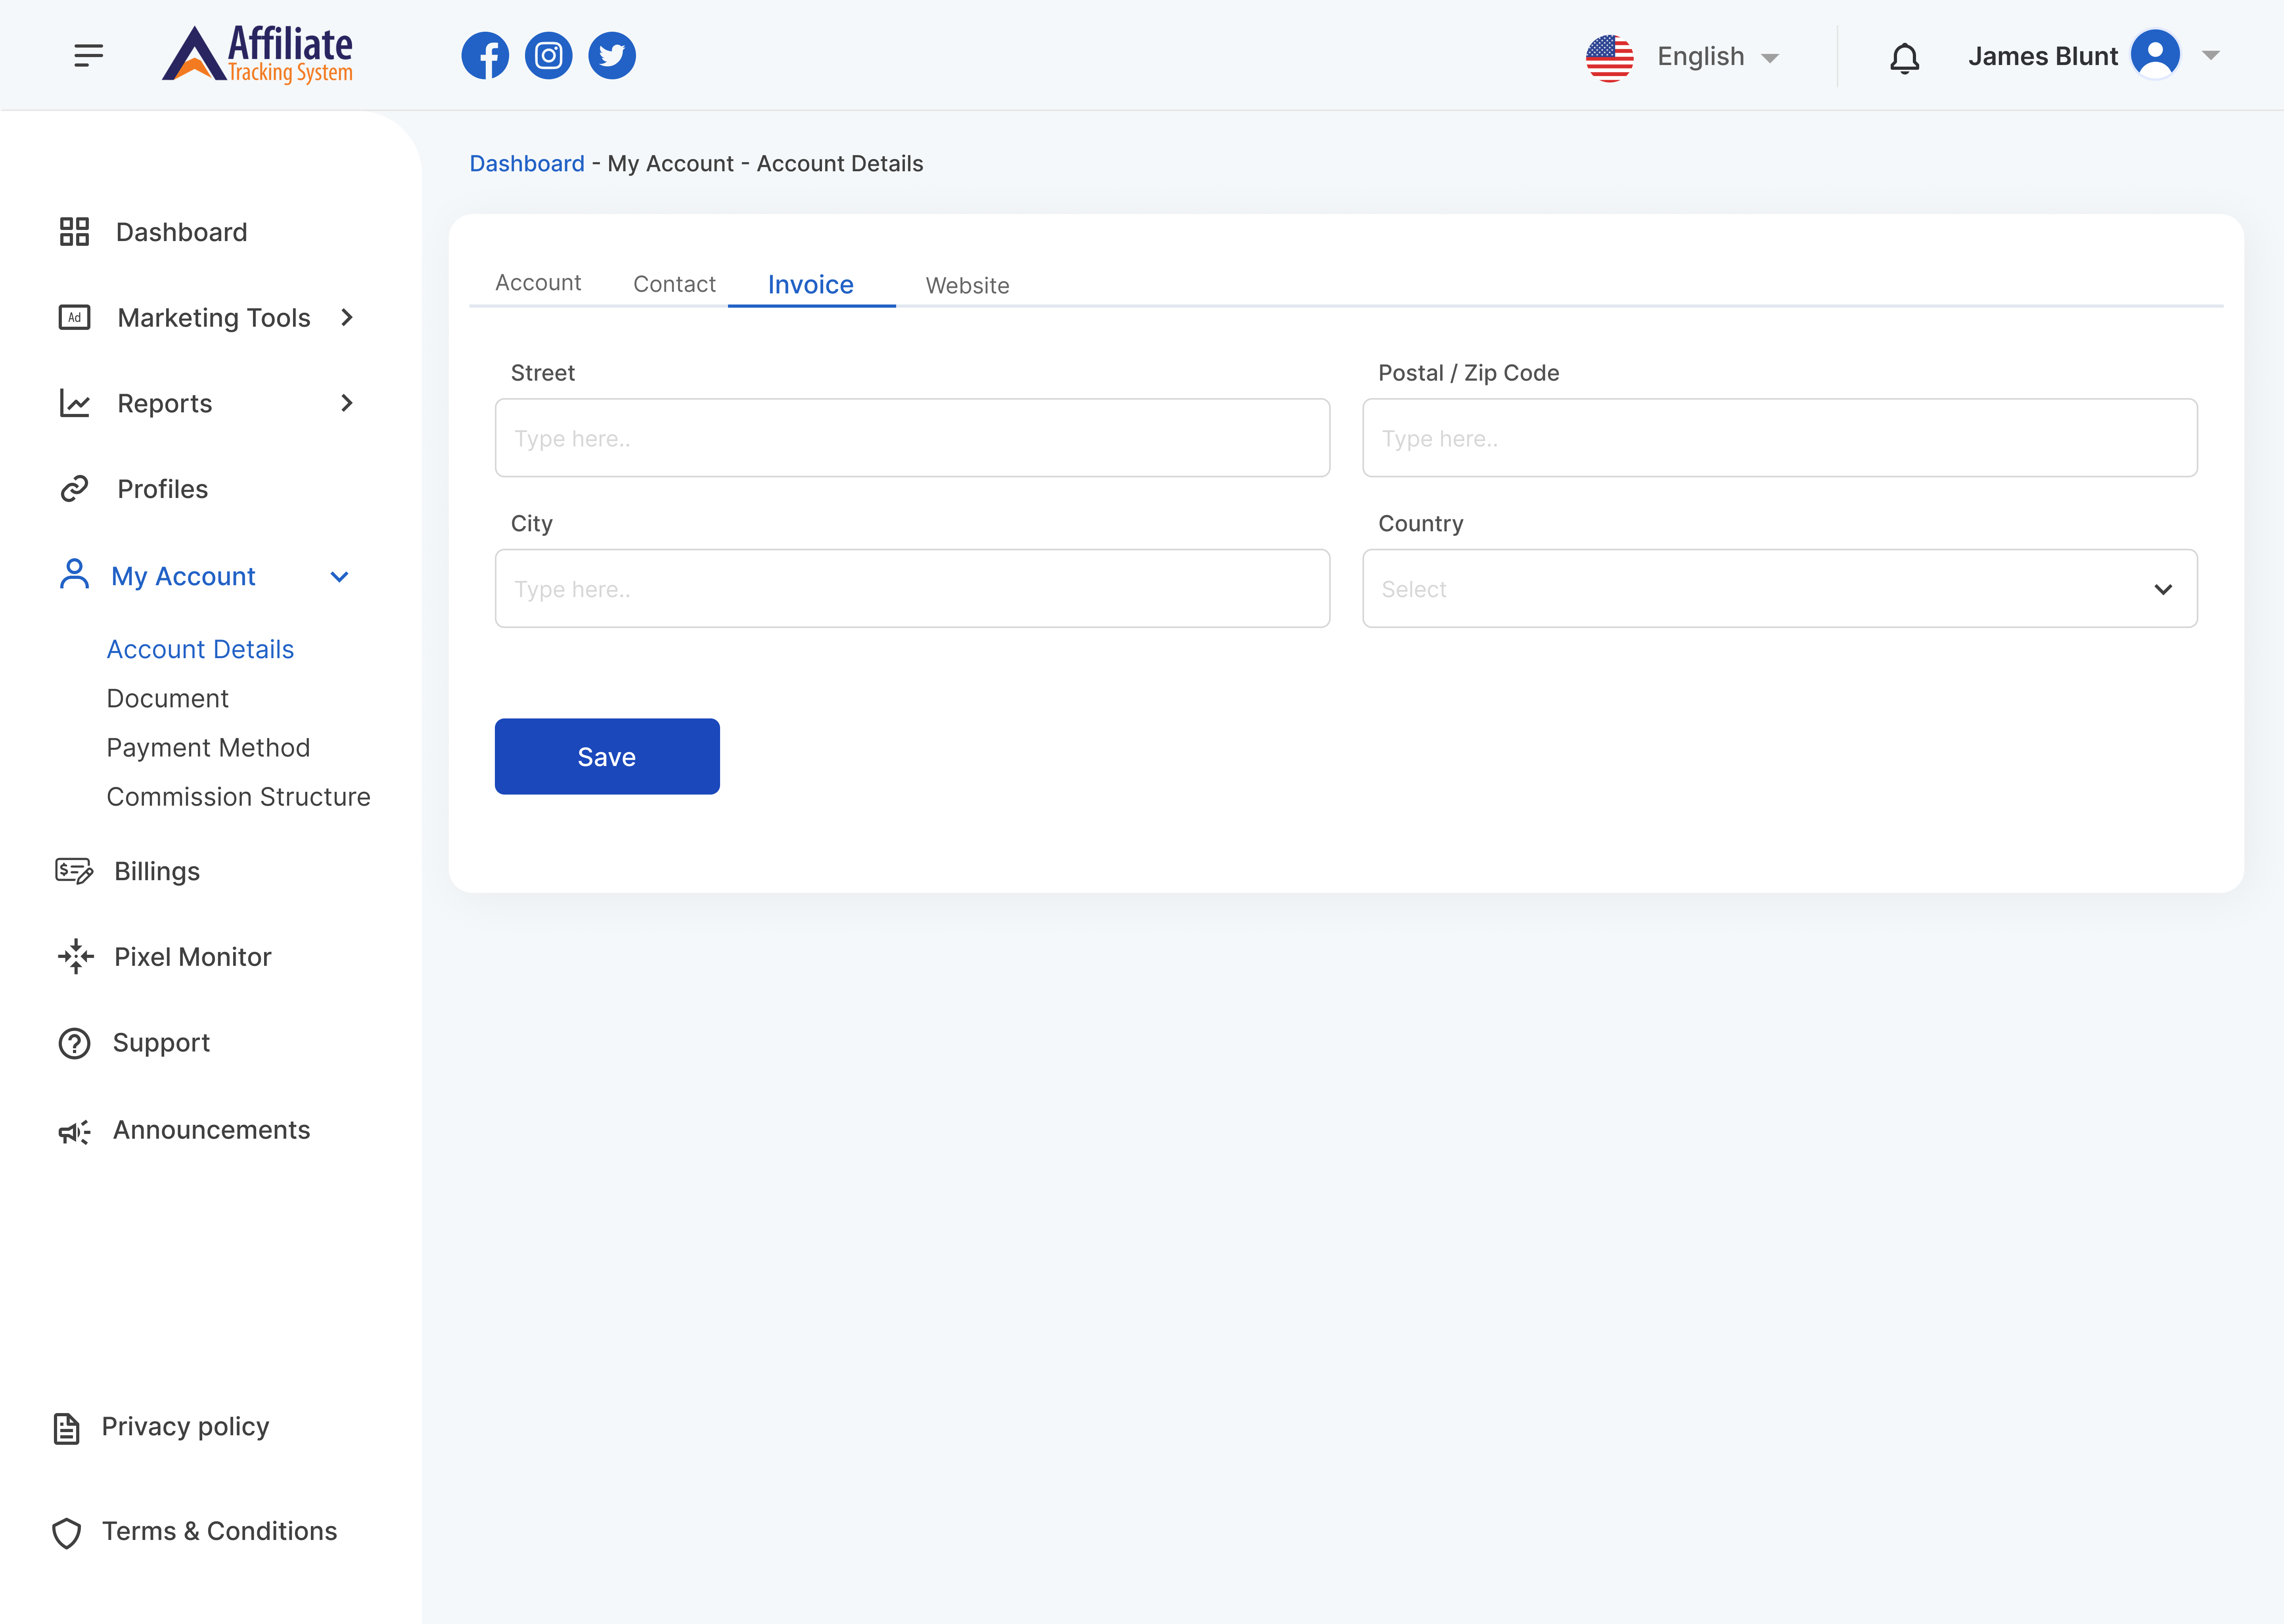 Affiliate
Tracking System
English
James Blunt
Dashboard - My Account - Account Details
Dashboard
Ad
Marketing Tools
Reports
Profiles
My Account
Account Details
Document
Payment Method
Commission Structure
$
Billings
Pixel Monitor
?
Support
Announcements
Privacy policy
Terms & Conditions
Account Contact Invoice Website
Street
Type here..
Postal / Zip Code
Type here..
City
Type here..
Country
Select
Save